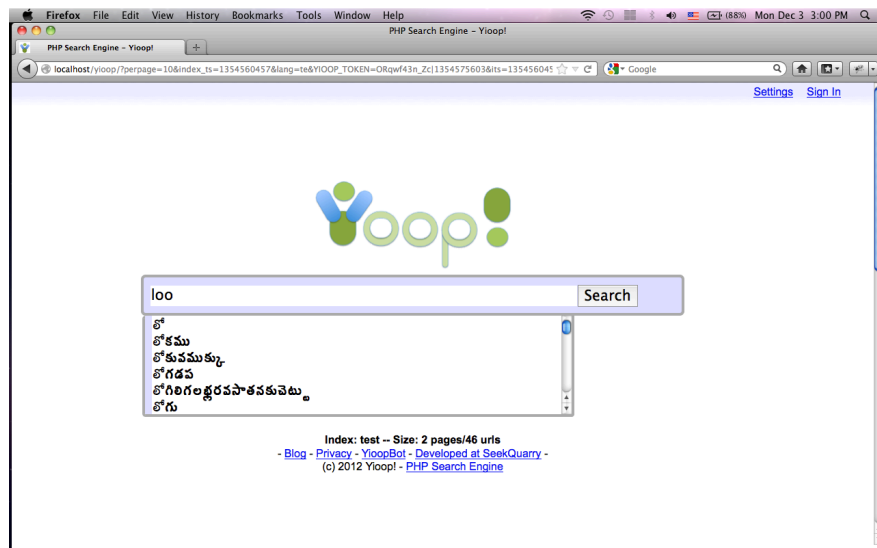 Firefox File Edit View History Bookmarks Tools Window Help (88%) Mon Dec 3 3:00 PM
PHP Search Engine – Yioop!
PHP Search Engine – Yioop!
localhost/yioop/?perpage=10&index_ts=1354560457&lang=te&YIOOP_TOKEN=ORqwf43n_Zc|1354575603&its=135456045 Google
Settings Sign In
Yioop!
loo Search
లో
లోకము
లోకువముక్కు
లోగడప
లోగు
Index: test -- Size: 2 pages/46 urls
- Blog - Privacy - YioopBot - Developed at SeekQuarry -
(c) 2012 Yioop! - PHP Search Engine